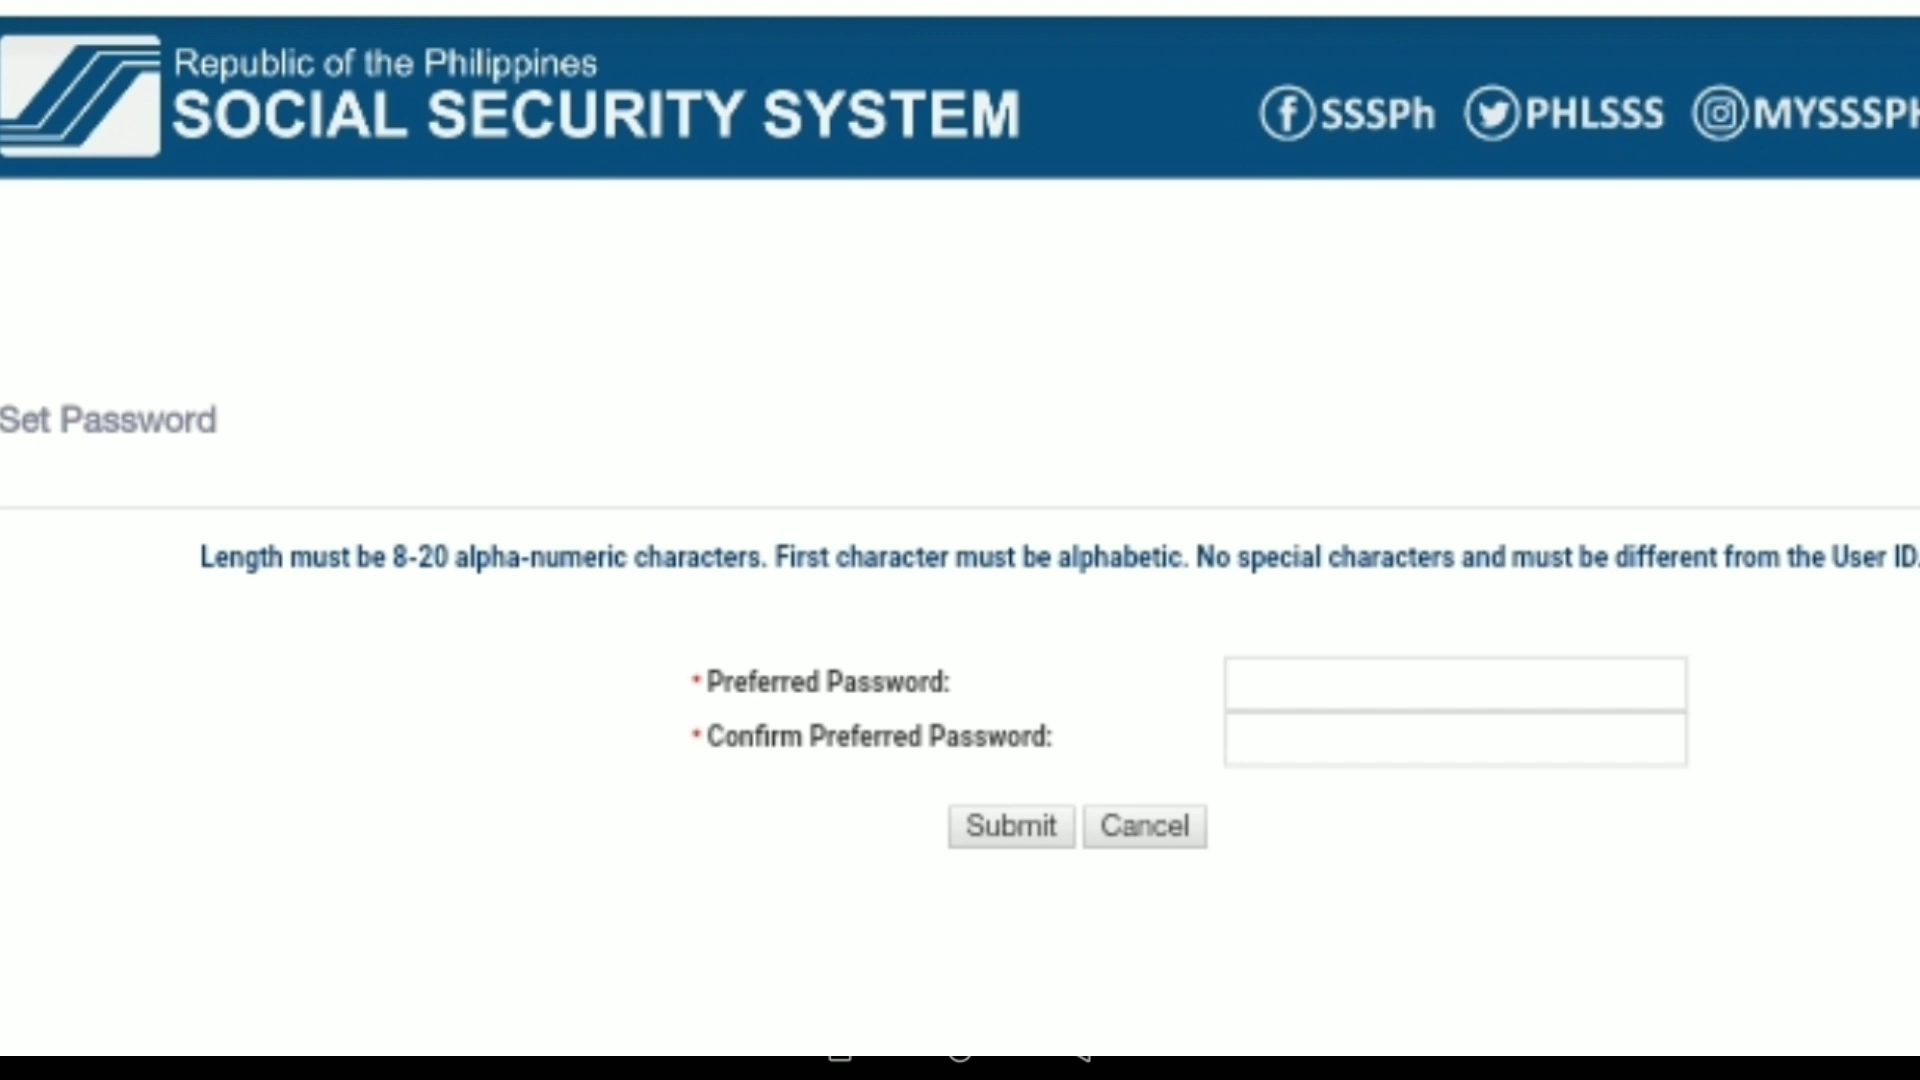 Republic of the Philippines
SOCIAL SECURITY SYSTEM
SSSPh PHLSSS MYSSSPH
Set Password
Length must be 8-20 alpha-numeric characters. First character must be alphabetic. No special characters and must be different from the User ID.
* Preferred Password:
* Confirm Preferred Password:
Submit Cancel